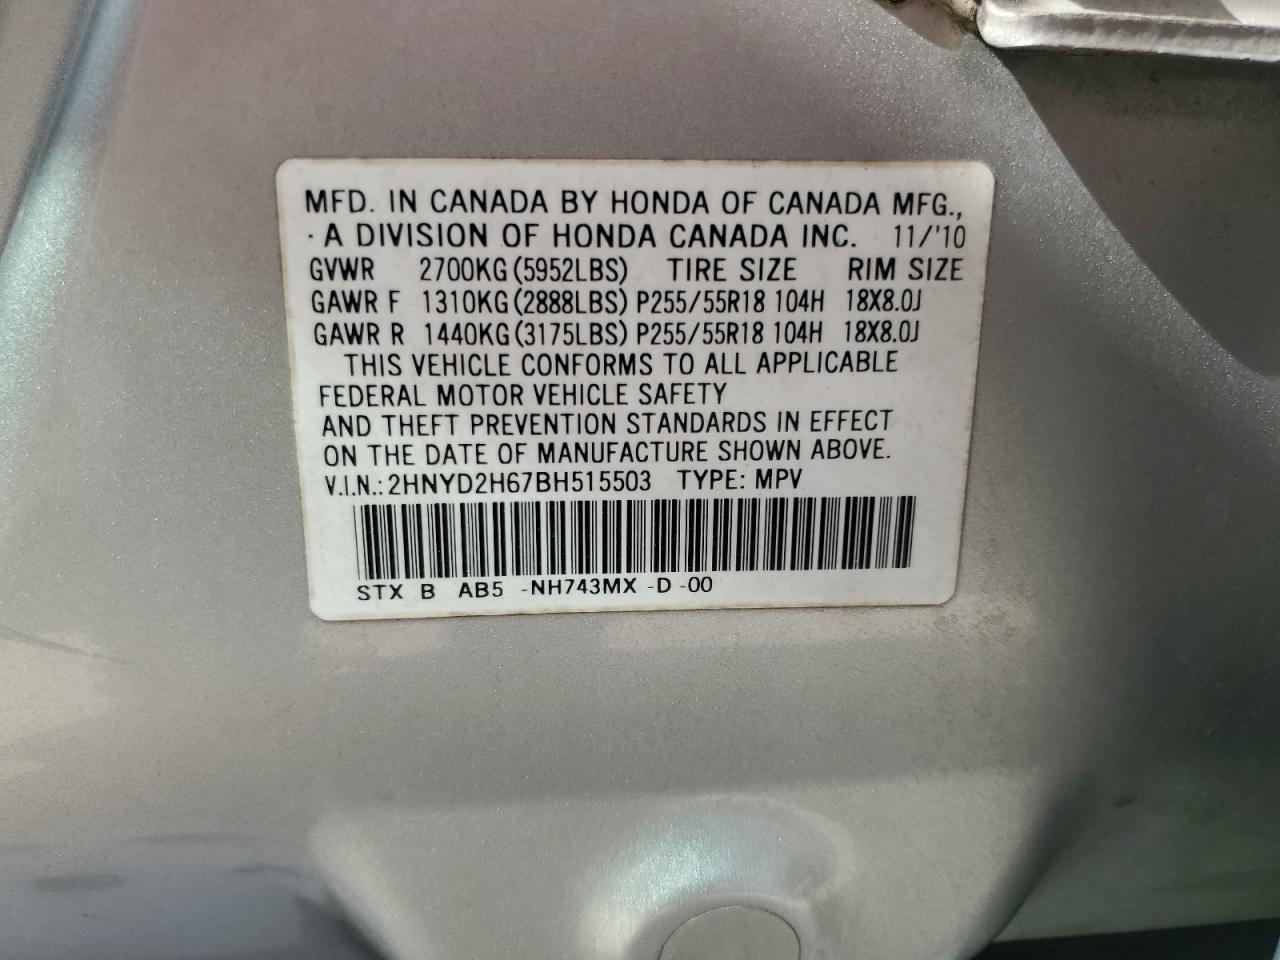 MFD. IN CANADA BY HONDA OF CANADA MFG.,
· A DIVISION OF HONDA CANADA INC. 11/'10
GVWR 2700KG(5952LBS) TIRE SIZE RIM SIZE
GAWR F 1310KG(2888LBS) P255/55R18 104H 18X8.0J
GAWR R 1440KG(3175LBS) P255/55R18 104H 18X8.0J
THIS VEHICLE CONFORMS TO ALL APPLICABLE
FEDERAL MOTOR VEHICLE SAFETY
AND THEFT PREVENTION STANDARDS IN EFFECT
ON THE DATE OF MANUFACTURE SHOWN ABOVE.
V.I.N.: 2HNYD2H67BH515503 TYPE: MPV
STX B AB5 -NH743MX -D -00